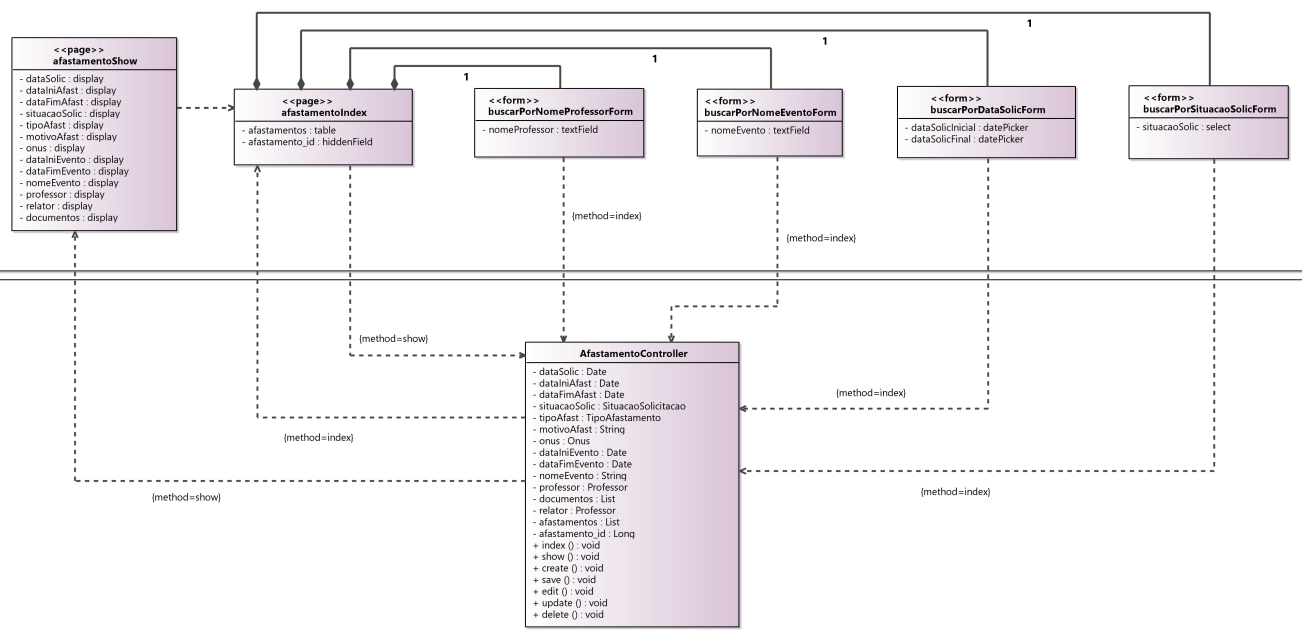 <<page>>
afastamentoShow
- dataSolic : display
- dataIniAfast : display
- dataFimAfast : display
- situacaoSolic : display
- tipoAfast : display
- motivoAfast : display
- onus : display
- dataIniEvento : display
- dataFimEvento : display
- nomeEvento : display
- professor : display
- relator : display
- documentos : display
<<page>>
afastamentoIndex
- afastamentos : table
- afastamento_id : hiddenField
1
<<form>>
buscarPorNomeProfessorForm
- nomeProfessor : textField
1
<<form>>
buscarPorNomeEventoForm
- nomeEvento : textField
1
<<form>>
buscarPorDataSolicForm
- dataSolicInicial : datePicker
- dataSolicFinal : datePicker
1
<<form>>
buscarPorSituacaoSolicForm
- situacaoSolic : select
{method=index}
{method=index}
{method=show}
{method=index}
{method=index}
{method=show}
{method=index}
AfastamentoController
- dataSolic : Date
- dataIniAfast : Date
- dataFimAfast : Date
- situacaoSolic : SituacaoSolicitacao
- tipoAfast : TipoAfastamento
- motivoAfast : String
- onus : Onus
- dataIniEvento : Date
- dataFimEvento : Date
- nomeEvento : String
- professor : Professor
- documentos : List
- relator : Professor
- afastamentos : List
- afastamento_id : Long
+ index () : void
+ show () : void
+ create () : void
+ save () : void
+ edit () : void
+ update () : void
+ delete () : void